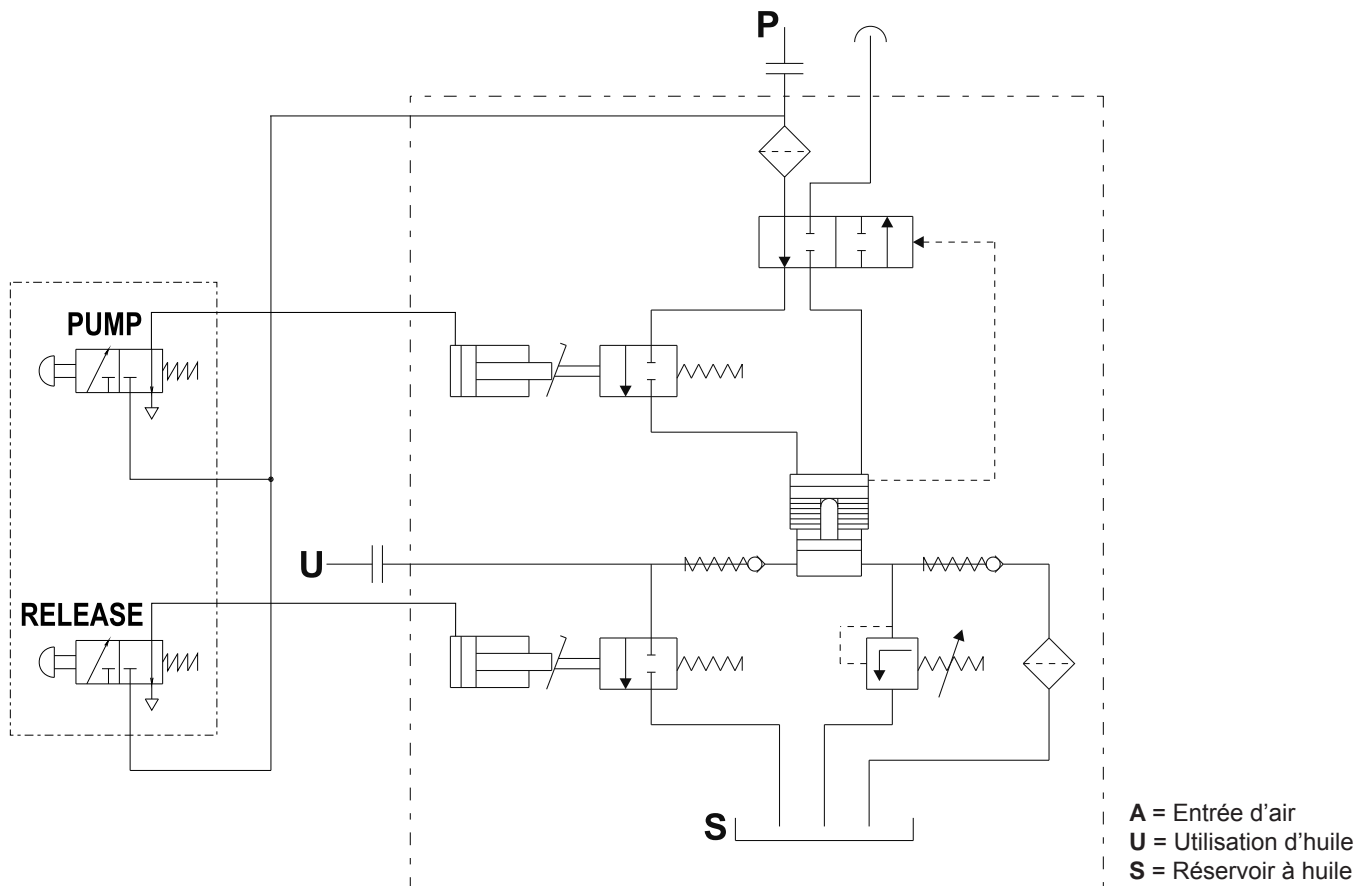 P
PUMP
U
RELEASE
S
A = Entrée d'air
U = Utilisation d'huile
S = Réservoir à huile